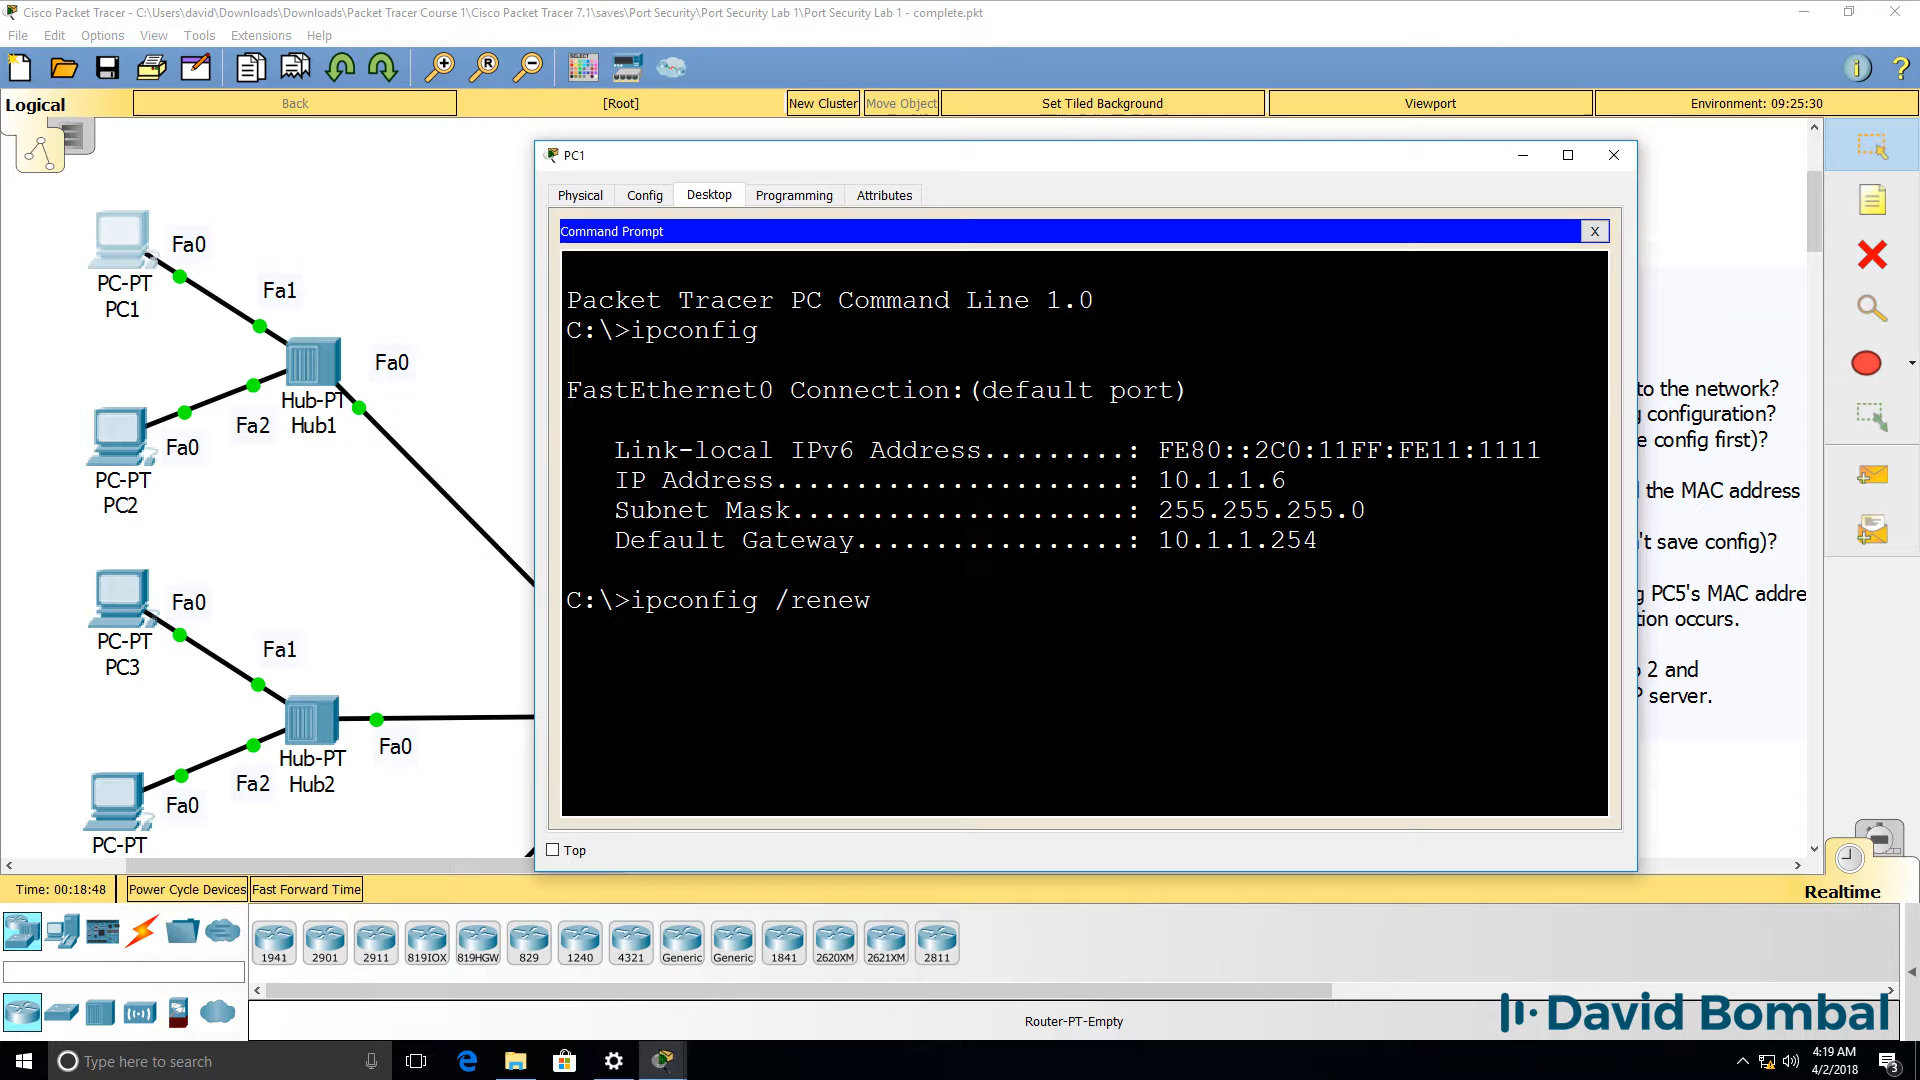 Cisco Packet Tracer - C:\Users\david\Downloads\Downloads\Packet Tracer Course 1\Cisco Packet Tracer 7.1\saves\Port Security\Port Security Lab 1\Port Security Lab 1 - complete.pkt
File Edit Options View Tools Extensions Help
Logical Back [Root] New Cluster Move Object Set Tiled Background Viewport Environment: 09:25:30
PC1
Physical Config Desktop Programming Attributes
Command Prompt X
Packet Tracer PC Command Line 1.0
C:\>ipconfig
FastEthernet0 Connection:(default port)
Link-local IPv6 Address.........: FE80::2C0:11FF:FE11:1111
IP Address......................: 10.1.1.6
Subnet Mask.....................: 255.255.255.0
Default Gateway.................: 10.1.1.254
C:\>ipconfig /renew
Top
Fa0
PC-PT
PC1
Fa1
Fa0
Hub-PT
Hub1
Fa2
Fa0
PC-PT
PC2
Fa0
PC-PT
PC3
Fa1
Hub-PT
Hub2
Fa0
Fa2
Fa0
PC-PT
to the network?
configuration?
config first)?
the MAC address
't save config)?
PC5's MAC addre
tion occurs.
2 and
server.
Time: 00:18:48 Power Cycle Devices Fast Forward Time
Realtime
1941 2901 2911 819IOX 819HGW 829 1240 4321 Generic Generic 1841 2620XM 2621XM 2811
Router-PT-Empty
David Bombal
Type here to search
4:19 AM
4/2/2018
3